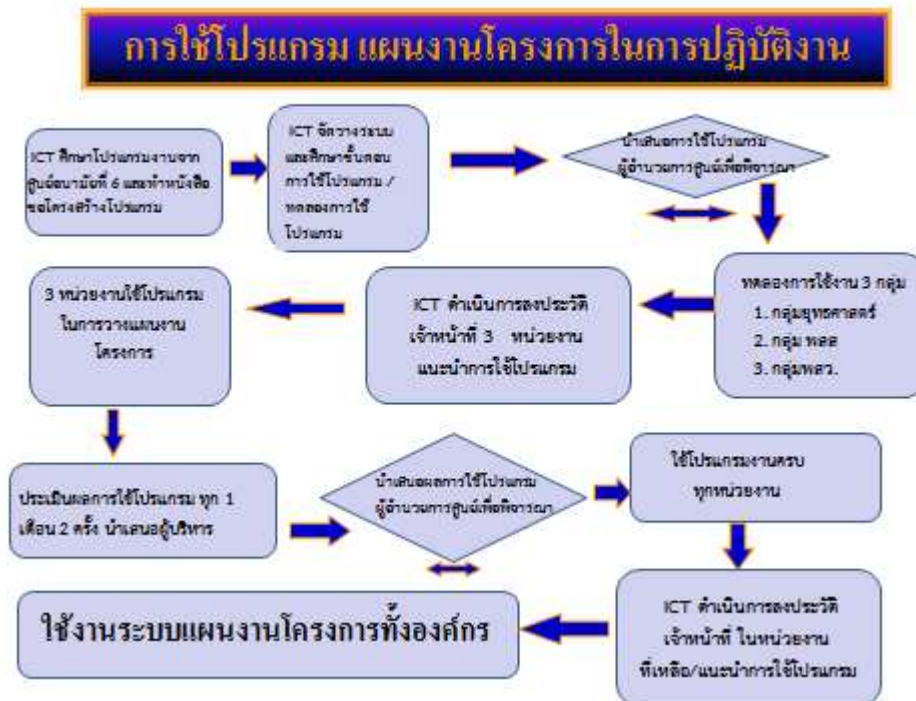 การใช้โปรแกรม แผนงานโครงการในการปฏิบัติงาน
ICT ศึกษาโปรแกรมงานจาก
ศูนย์อนามัยที่ 6 และทำหนังสือ
ขอโครงสร้างโปรแกรม
ICT จัดวางระบบ
และศึกษาขั้นตอน
การใช้โปรแกรม /
ทดลองการใช้
โปรแกรม
นำเสนอการใช้โปรแกรม
ผู้อำนวยการศูนย์เพื่อพิจารณา
ทดลองการใช้งาน 3 กลุ่ม
1. กลุ่มยุทธศาสตร์
2. กลุ่ม พสส
3. กลุ่มพสว.
ICT ดำเนินการลงประวัติ
เจ้าหน้าที่ 3 หน่วยงาน
แนะนำการใช้โปรแกรม
3 หน่วยงานใช้โปรแกรม
ในการวางแผนงาน
โครงการ
ประเมินผลการใช้โปรแกรม ทุก 1
เดือน 2 ครั้ง นำเสนอผู้บริหาร
นำเสนอผลการใช้โปรแกรม
ผู้อำนวยการศูนย์เพื่อพิจารณา
ใช้โปรแกรมงานครบ
ทุกหน่วยงาน
ICT ดำเนินการลงประวัติ
เจ้าหน้าที่ ในหน่วยงาน
ที่เหลือ/แนะนำการใช้โปรแกรม
ใช้งานระบบแผนงานโครงการทั้งองค์กร